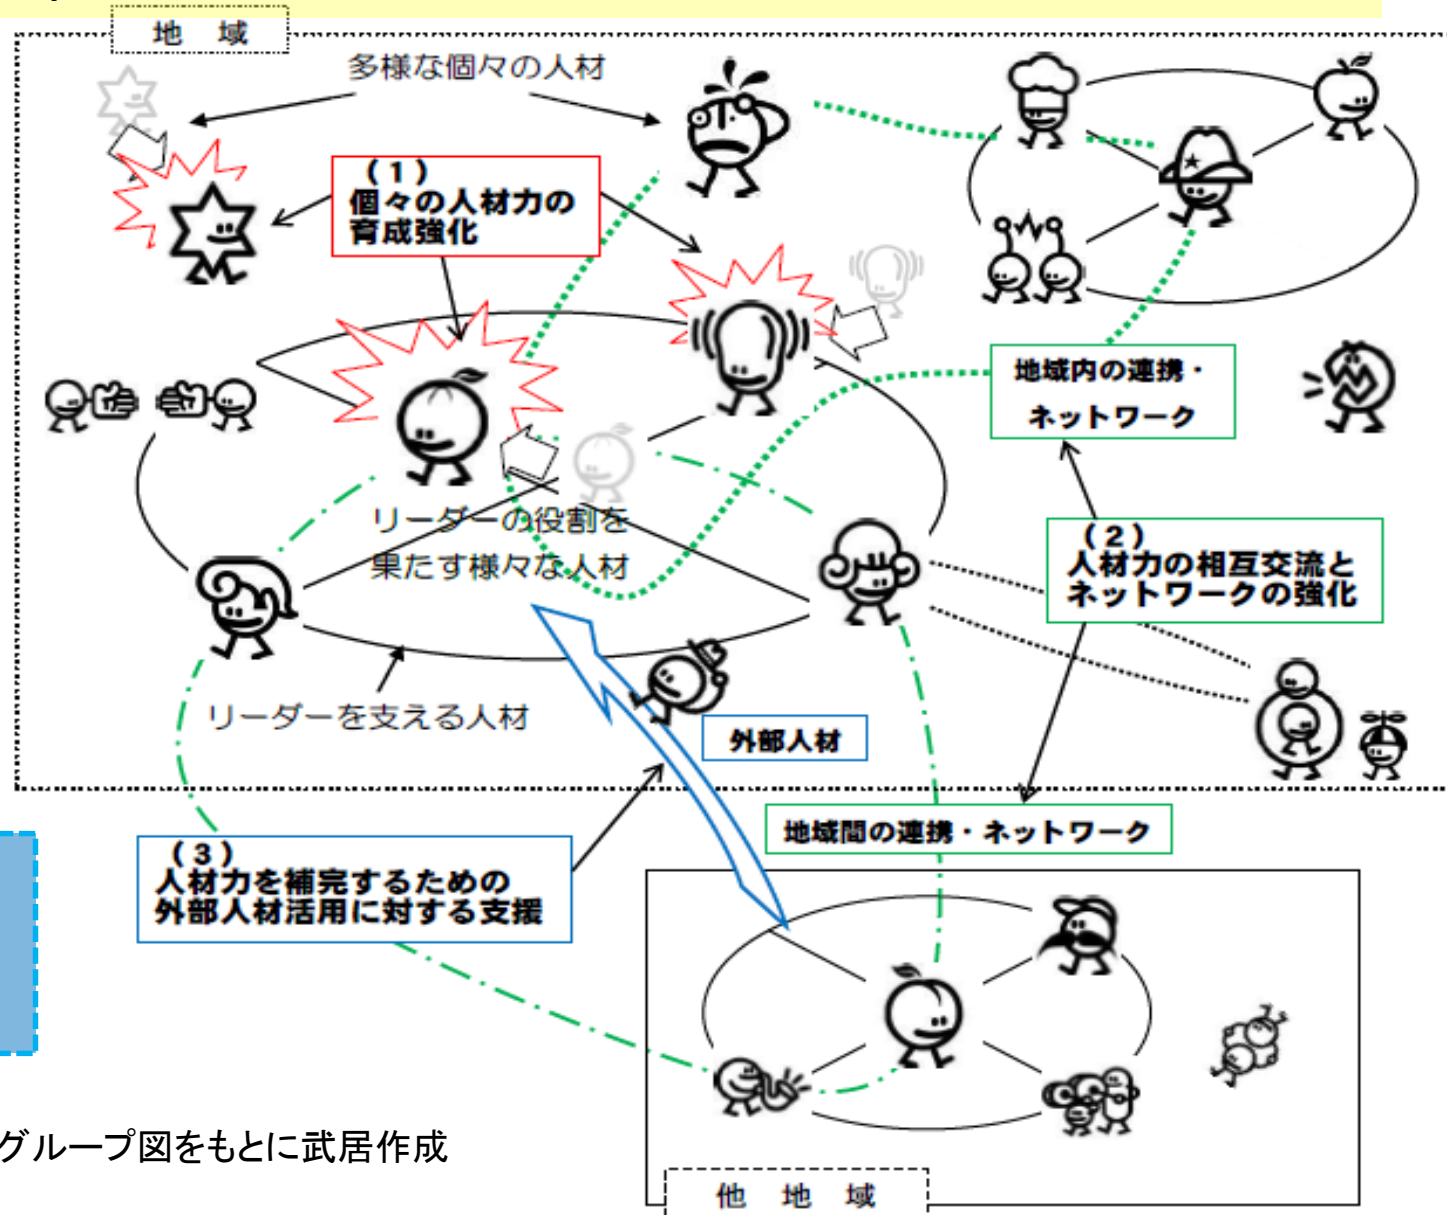 地 域
多様な個々の人材
(1)
個々の人材力の
育成強化
地域内の連携・
ネットワーク
リーダーの役割を
果たす様々な人材
(2)
人材力の相互交流と
ネットワークの強化
リーダーを支える人材
外部人材
地域間の連携・ネットワーク
(3)
人材力を補完するための
外部人材活用に対する支援
グループ図をもとに武居作成
他 地 域